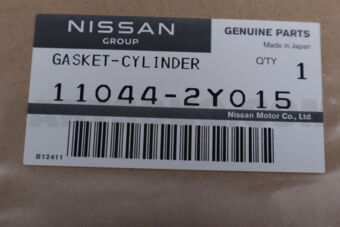 NISSAN
GROUP
GENUINE PARTS
Made in Japan
GASKET-CYLINDER
Q'TY
1
11044-2Y015
Nissan Motor Co., Ltd.
B12411